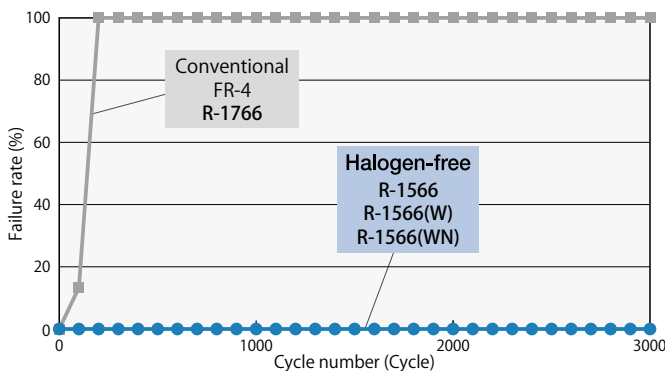 100
80
60
40
20
0
Failure rate (%)
Conventional
FR-4
R-1766
Halogen-free
R-1566
R-1566(W)
R-1566(WN)
0 1000 2000 3000
Cycle number (Cycle)